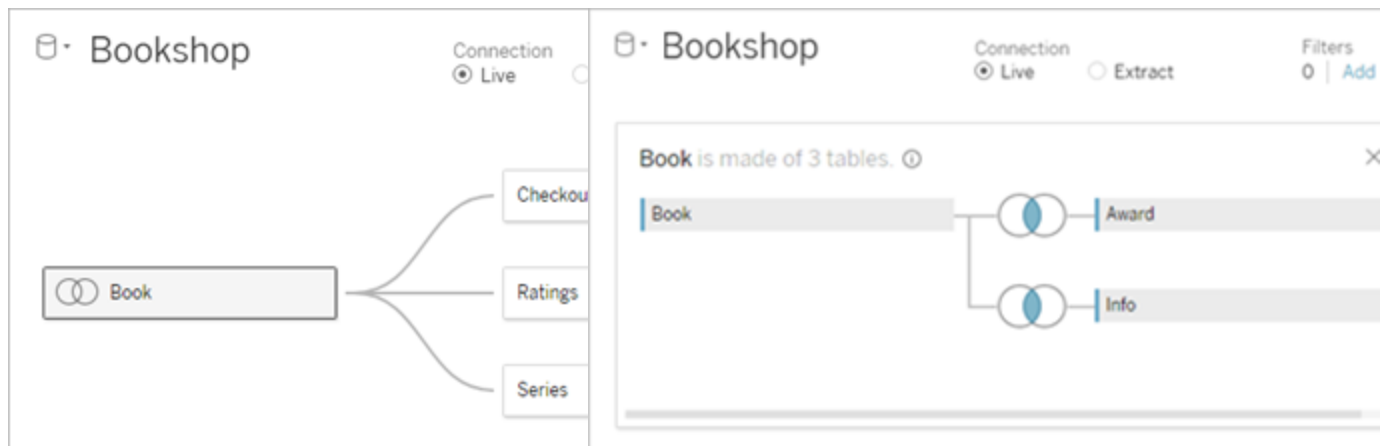 Bookshop
Connection
Live
Checkou
Book
Ratings
Series
Bookshop
Connection
Live
Extract
Filters
0 | Add
Book is made of 3 tables.
Book
Award
Info